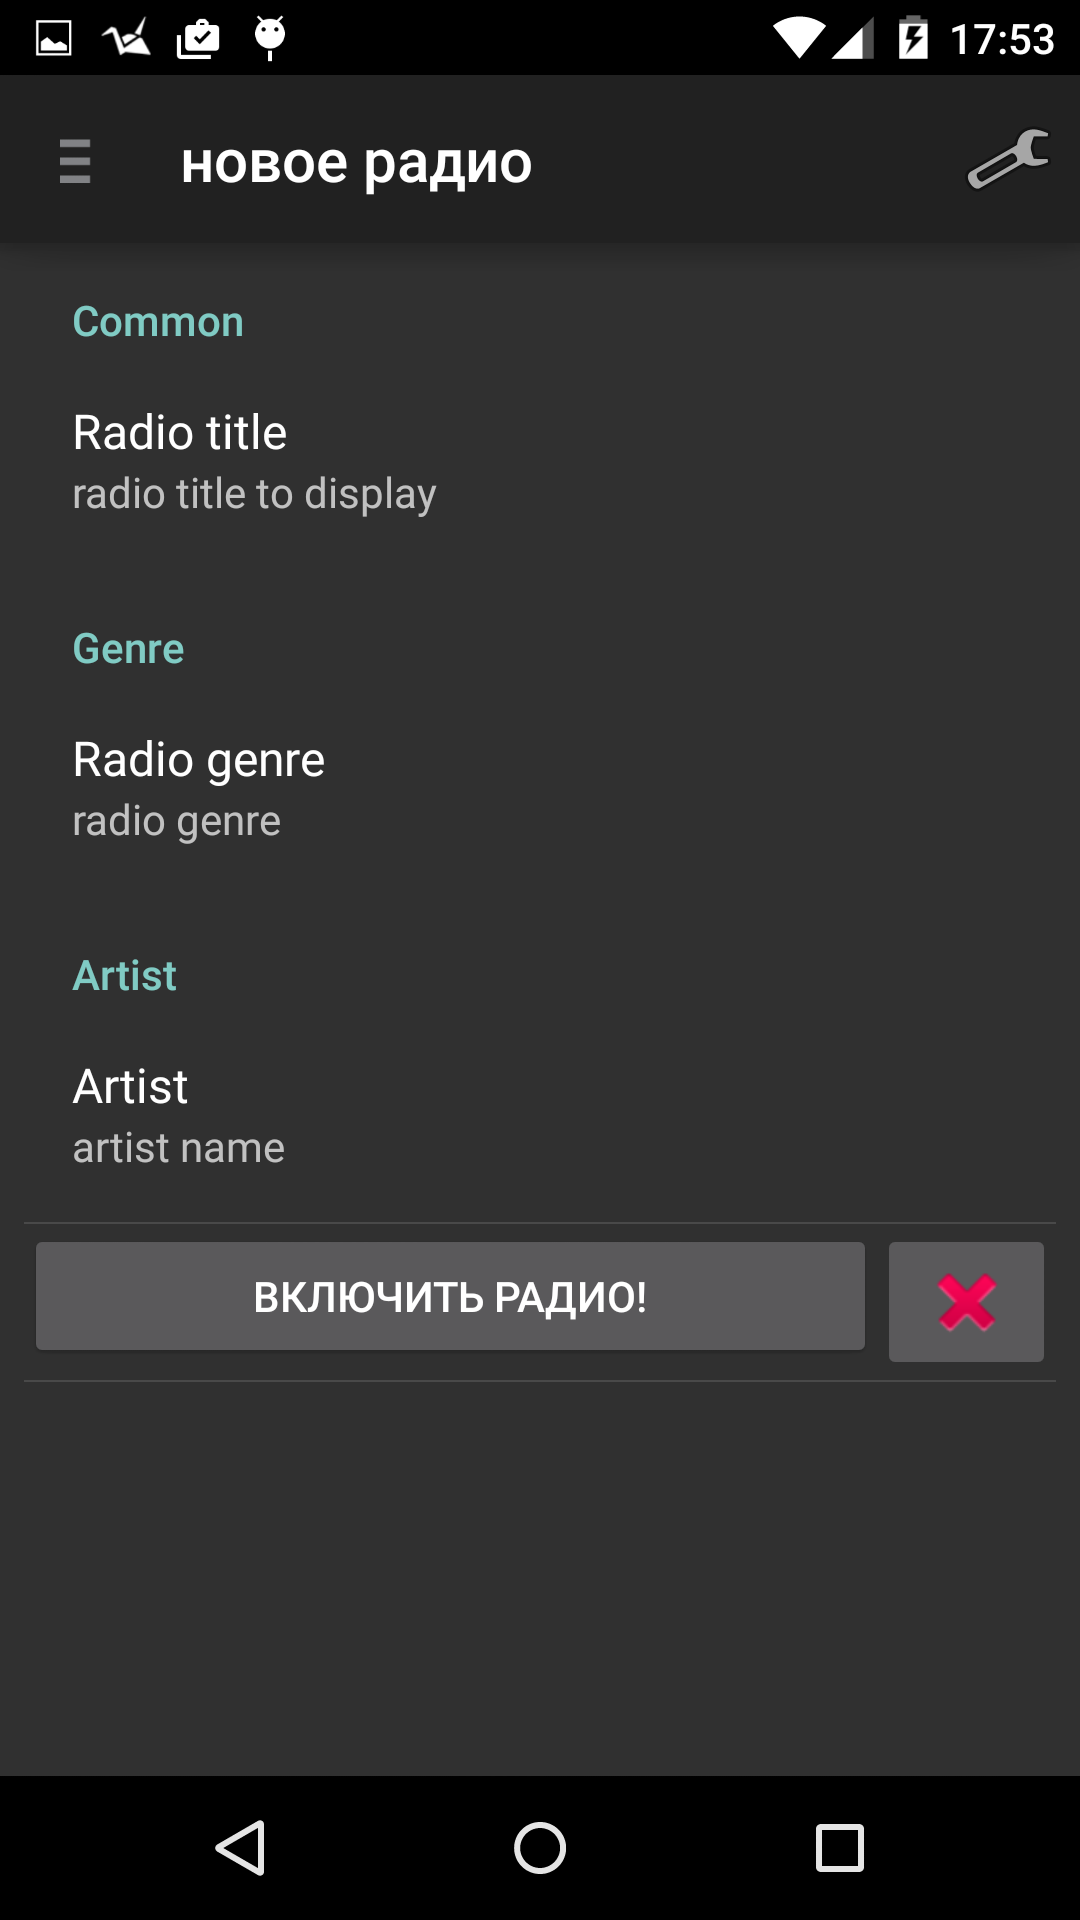 17:53
новое радио
Common
Radio title
radio title to display
Genre
Radio genre
radio genre
Artist
Artist
artist name
ВКЛЮЧИТЬ РАДИО!